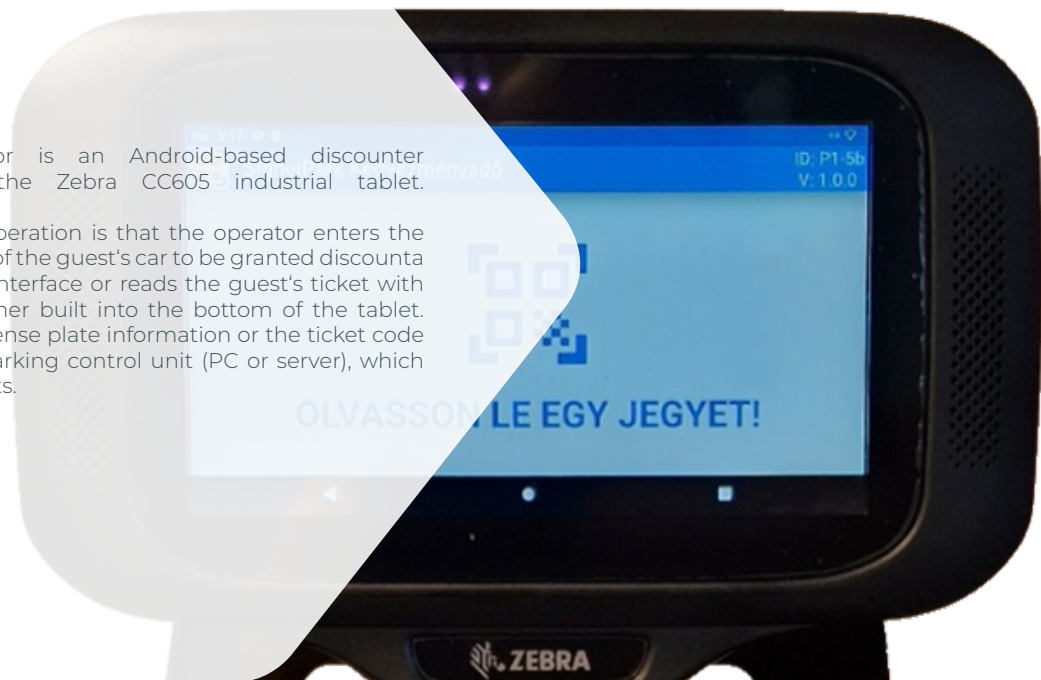 or is an Android-based discounter
the Zebra CC605 industrial tablet.
peration is that the operator enters the
of the guest‘s car to be granted discounta
nterface or reads the guest‘s ticket with
ner built into the bottom of the tablet.
ense plate information or the ticket code
arking control unit (PC or server), which
ts.
3:17
ID: P1-5b
V: 1.0.0
OLVASSON LE EGY JEGYET!
ZEBRA